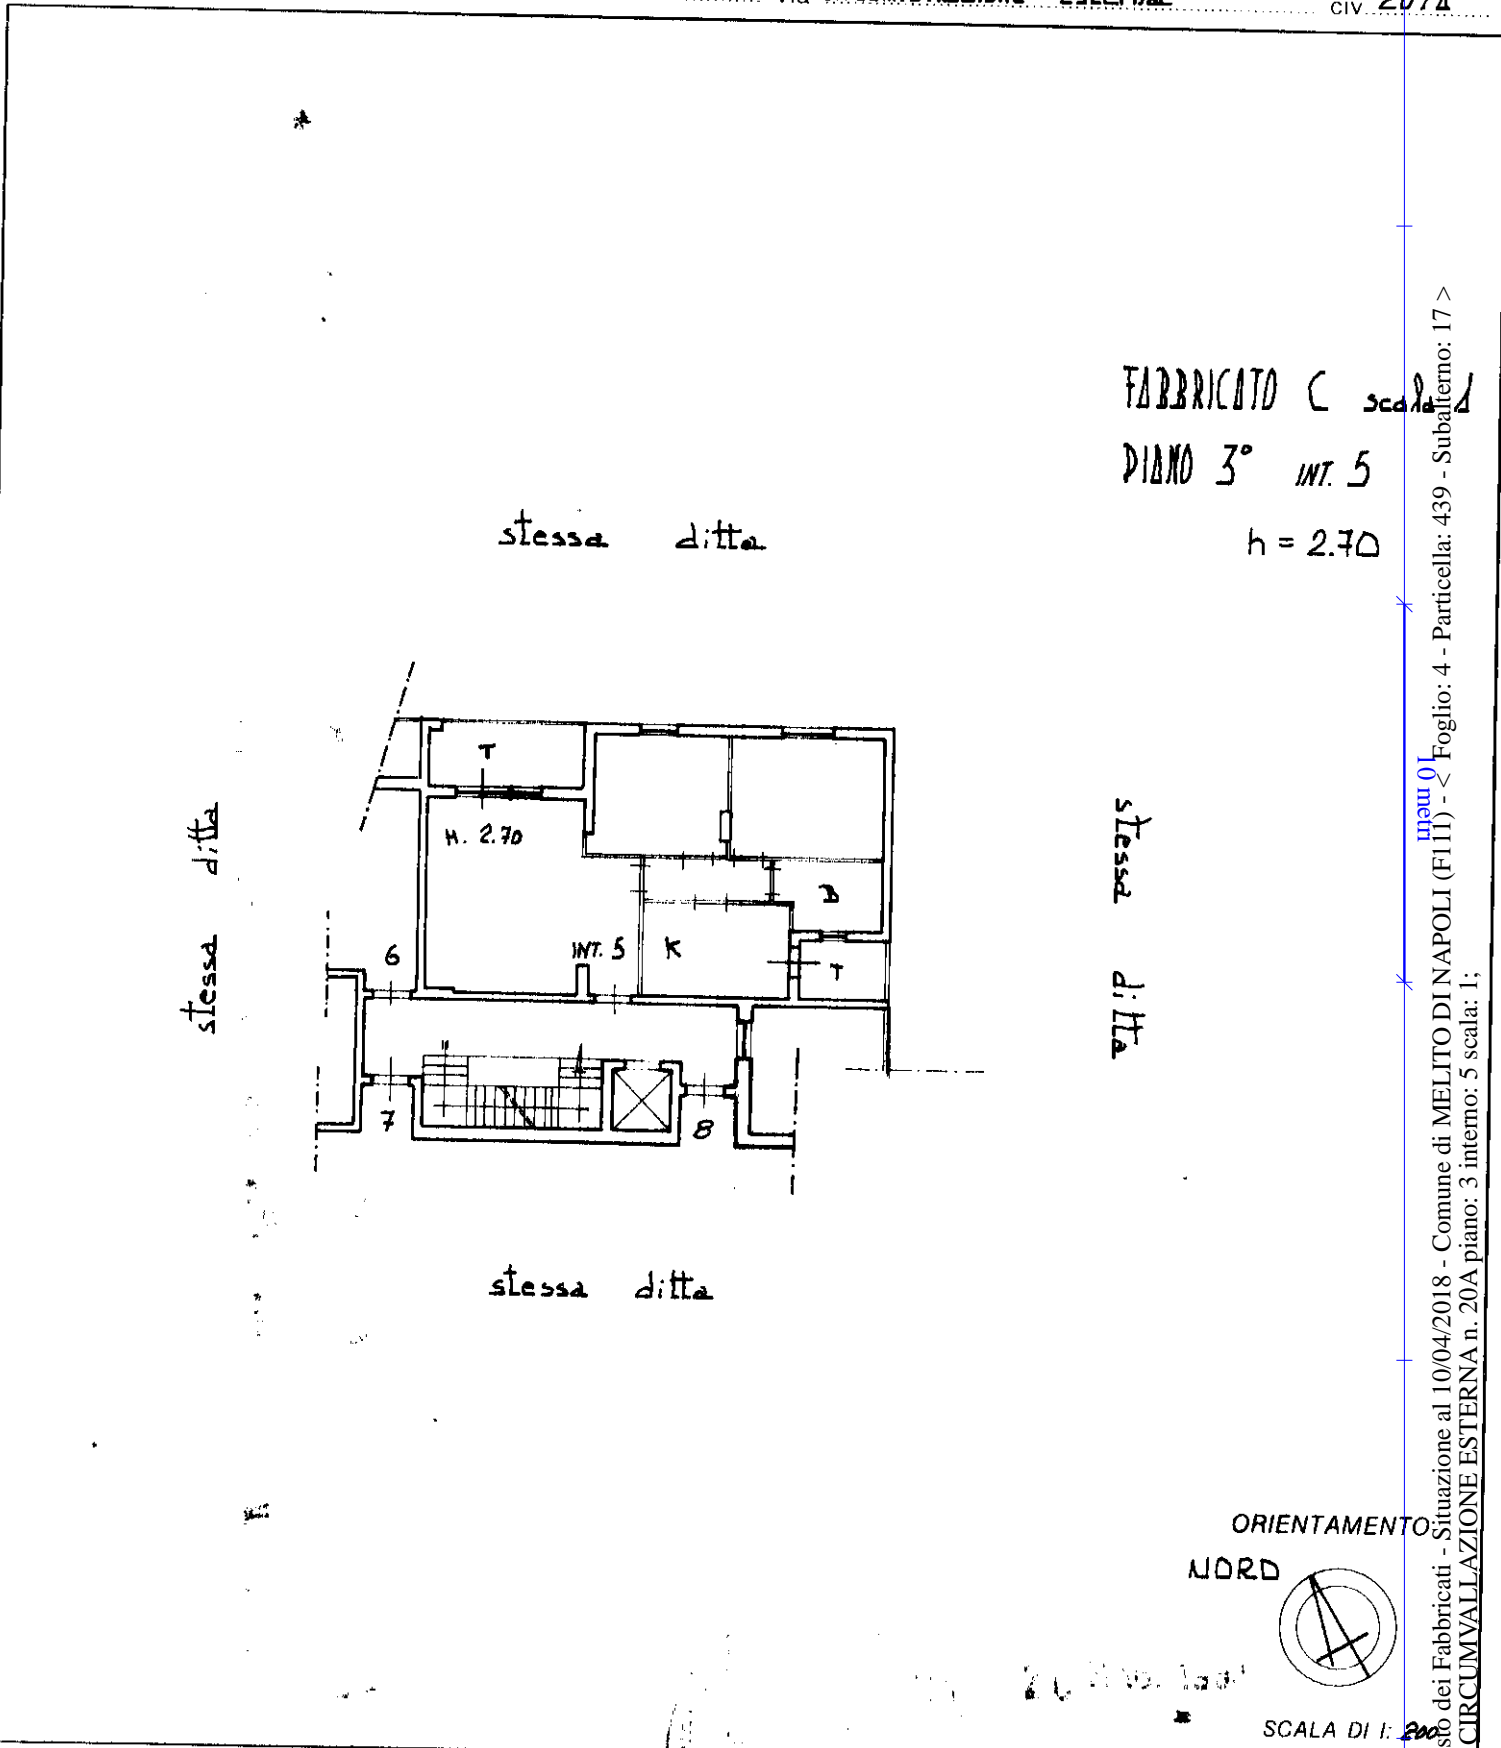 CIV. 20/A
FABBRICATO C scala 1
PIANO 3° INT. 5
h = 2.70
stessa ditta
stessa ditta
stessa ditta
stessa ditta
T
H. 2.70
B
INT. 5
K
T
6
7
8
10 metri
ORIENTAMENTO
NORD
SCALA DI 1: 200
sto dei Fabbricati - Situazione al 10/04/2018 - Comune di MELITO DI NAPOLI (F111) - < Foglio: 4 - Particella: 439 - Subalterno: 17 >
CIRCUMVALLAZIONE ESTERNA n. 20A piano: 3 interno: 5 scala: 1;